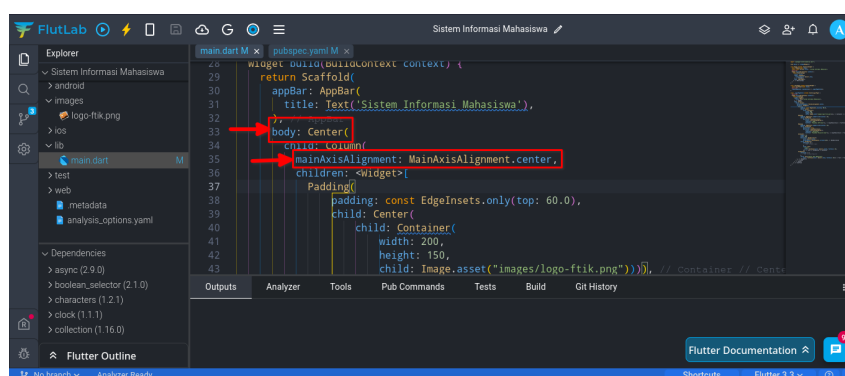 FlutLab
Sistem Informasi Mahasiswa
A
Explorer
main.dart M ×
pubspec.yaml M ×
Sistem Informasi Mahasiswa
android
images
logo-ftik.png
ios
lib
main.dart M
test
web
.metadata
analysis_options.yaml
Dependencies
async (2.9.0)
boolean_selector (2.1.0)
characters (1.2.1)
clock (1.1.1)
collection (1.16.0)
Flutter Outline
3
R
28 Widget build(BuildContext context) {
29 return Scaffold(
30 appBar: AppBar(
31 title: Text('Sistem Informasi Mahasiswa'),
32 ), // AppBar
33 body: Center(
34 child: Column(
35 mainAxisAlignment: MainAxisAlignment.center,
36 children: <Widget>[
37 Padding(
38 padding: const EdgeInsets.only(top: 60.0),
39 child: Center(
40 child: Container(
41 width: 200,
42 height: 150,
43 child: Image.asset("images/logo-ftik.png")))), // Container // Cente
Outputs Analyzer Tools Pub Commands Tests Build Git History
Flutter Documentation
No branch Analyzer Ready
Shortcuts Flutter 3.3